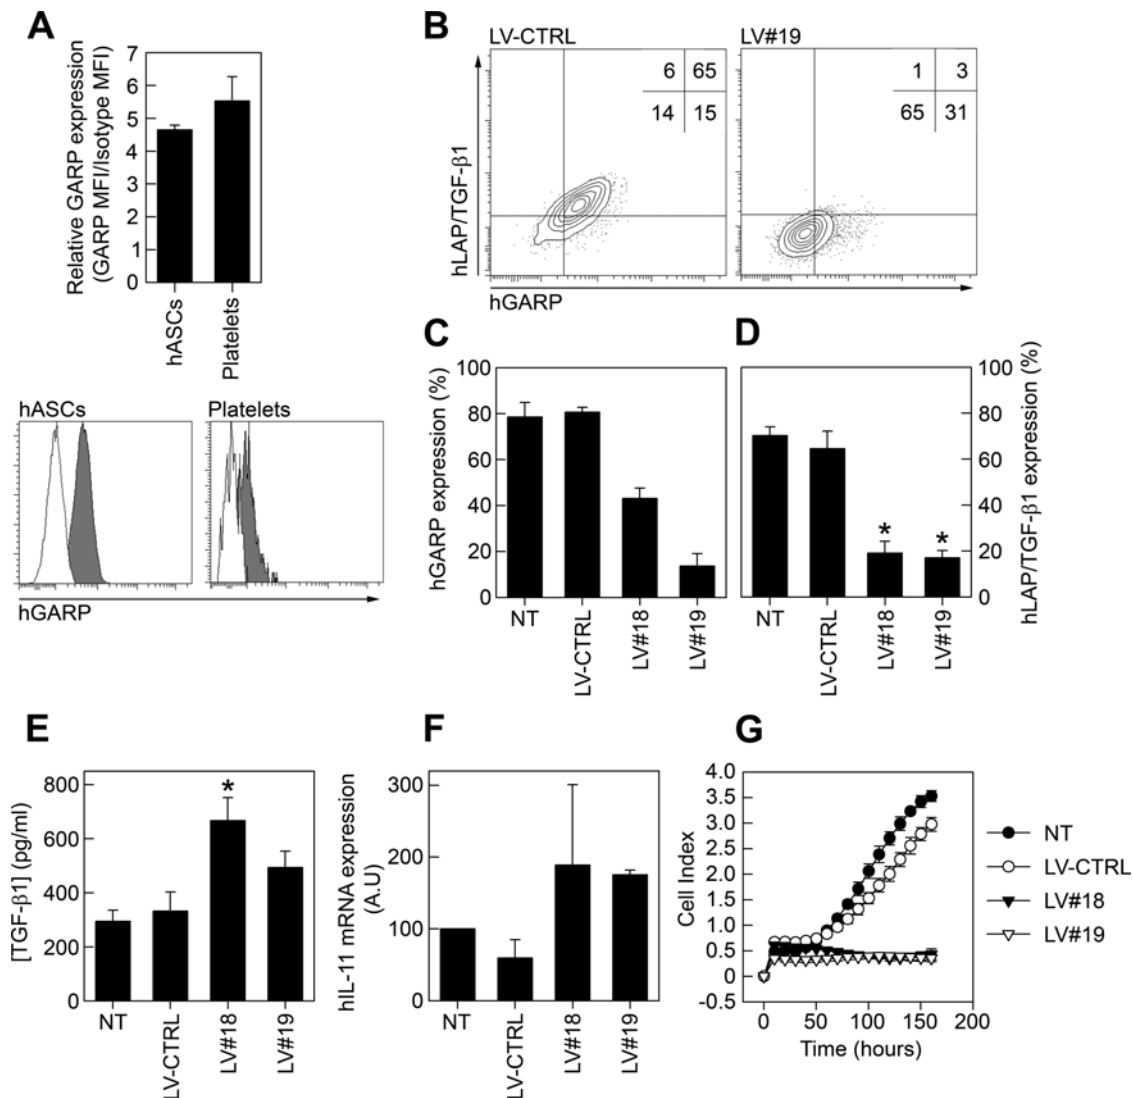 A
Relative GARP expression
(GARP MFI/Isotype MFI)
7
6
5
4
3
2
1
0
hASCs
Platelets
hASCs
Platelets
hGARP
B
LV-CTRL
LV#19
6 65
14 15
1 3
65 31
hLAP/TGF-β1
hGARP
C
hGARP expression (%)
100
80
60
40
20
0
NT
LV-CTRL
LV#18
LV#19
D
* *
100
80
60
40
20
0
hLAP/TGF-β1 expression (%)
NT
LV-CTRL
LV#18
LV#19
E
[TGF-β1] (pg/ml)
800
600
300
200
0
*
NT
LV-CTRL
LV#18
LV#19
F
hIL-11 mRNA expression
(A.U)
300
200
100
0
NT
LV-CTRL
LV#18
LV#19
G
Cell Index
4.0
3.5
3.0
2.5
2.0
1.5
1.0
0.5
0
-0.5
0 50 100 150 200
Time (hours)
NT
LV-CTRL
LV#18
LV#19